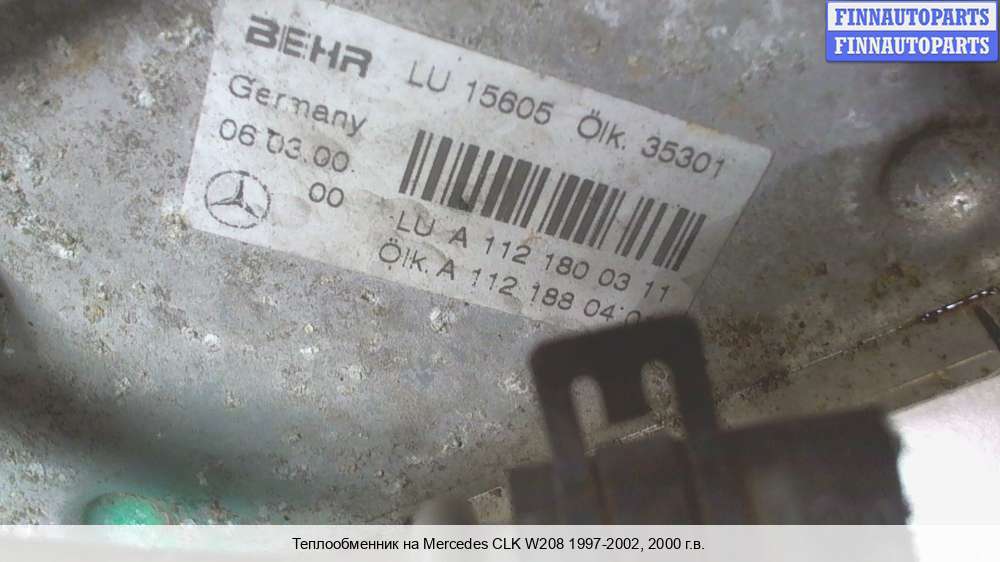 FINNAUTOPARTS
FINNAUTOPARTS
BEHR LU 15605 Ölk. 35301
Germany
06 03.00.
00
LU A 112 180 03 11
Ölk. A 112 188 04
Теплообменник на Mercedes CLK W208 1997-2002, 2000 г.в.